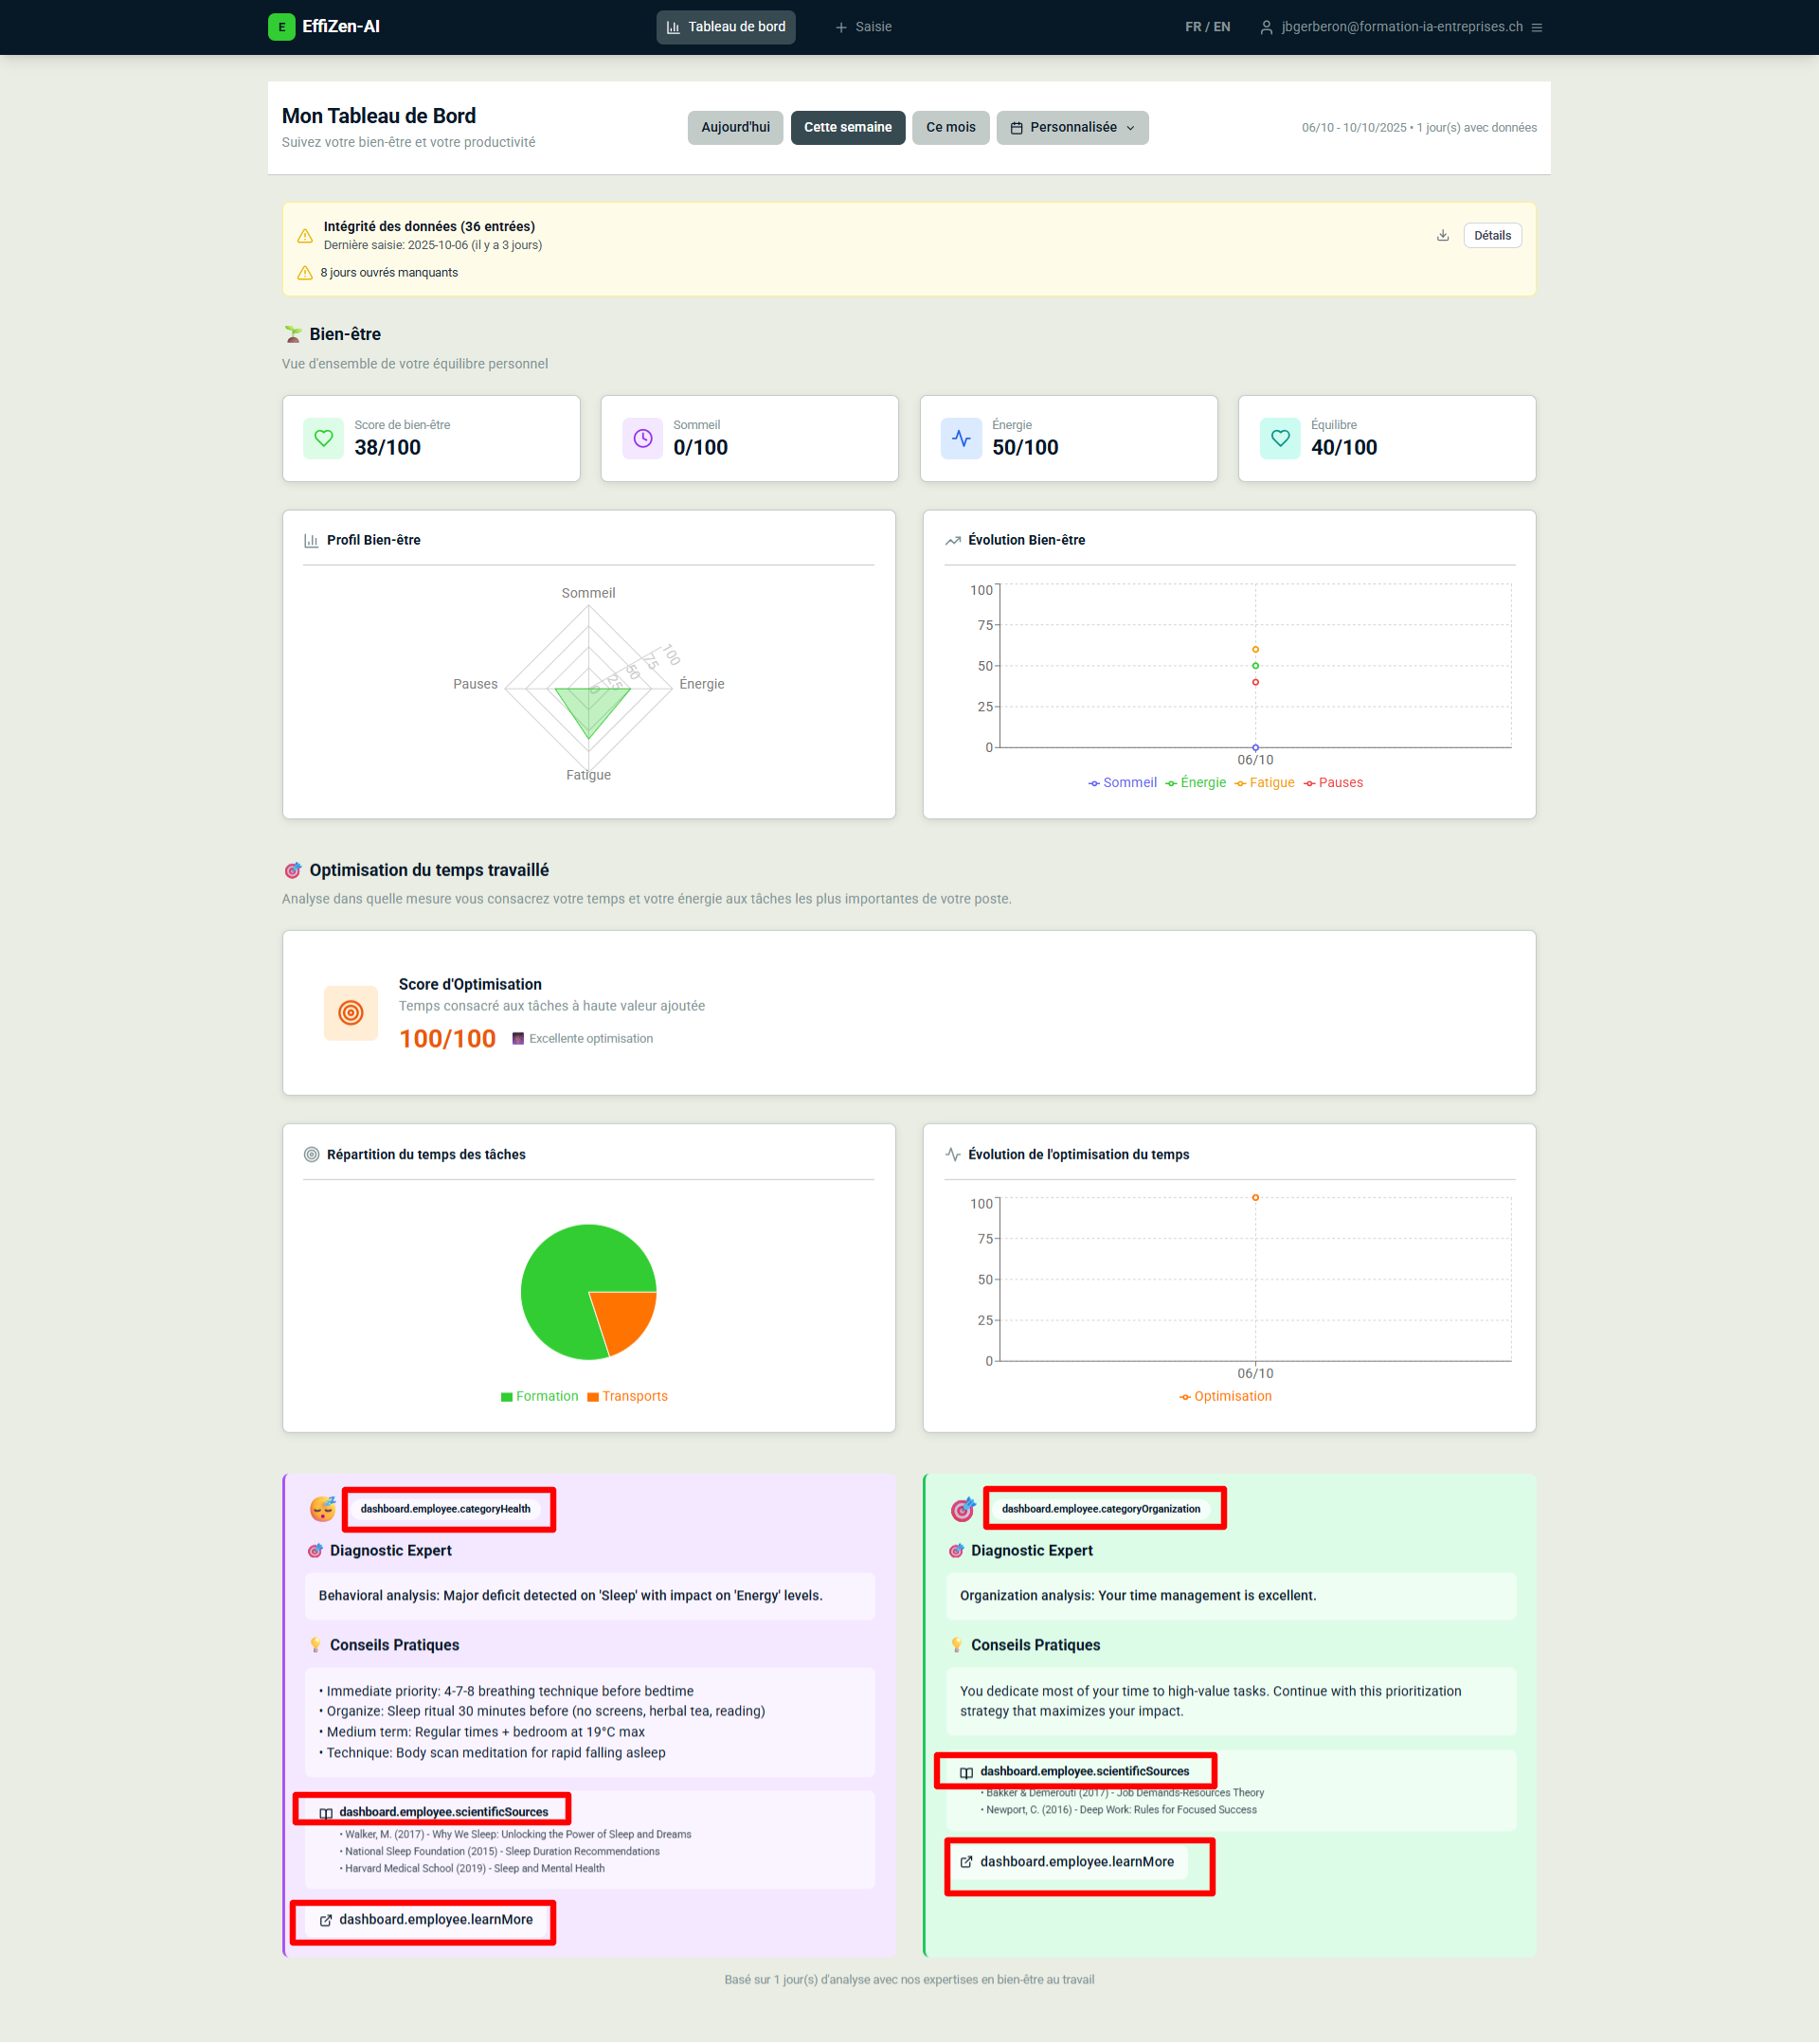 E EffiZen-AI
Tableau de bord
Saisie
FR / EN
jbgerberon@formation-ia-entreprises.ch
Mon Tableau de Bord
Suivez votre bien-être et votre productivité
Aujourd'hui
Cette semaine
Ce mois
Personnalisée
06/10 - 10/10/2025 • 1 jour(s) avec données
Intégrité des données (36 entrées)
Dernière saisie: 2025-10-06 (il y a 3 jours)
Détails
8 jours ouvrés manquants
Bien-être
Vue d'ensemble de votre équilibre personnel
Score de bien-être
38/100
Sommeil
0/100
Énergie
50/100
Équilibre
40/100
Profil Bien-être
Sommeil
Pauses
Énergie
Fatigue
0
25
50
75
100
Évolution Bien-être
100
75
50
25
0
06/10
Sommeil
Énergie
Fatigue
Pauses
Optimisation du temps travaillé
Analyse dans quelle mesure vous consacrez votre temps et votre énergie aux tâches les plus importantes de votre poste.
Score d'Optimisation
Temps consacré aux tâches à haute valeur ajoutée
100/100
Excellente optimisation
Répartition du temps des tâches
Formation
Transports
Évolution de l'optimisation du temps
100
75
50
25
0
06/10
Optimisation
dashboard.employee.categoryHealth
Diagnostic Expert
Behavioral analysis: Major deficit detected on 'Sleep' with impact on 'Energy' levels.
Conseils Pratiques
• Immediate priority: 4-7-8 breathing technique before bedtime
• Organize: Sleep ritual 30 minutes before (no screens, herbal tea, reading)
• Medium term: Regular times + bedroom at 19°C max
• Technique: Body scan meditation for rapid falling asleep
dashboard.employee.scientificSources
• Walker, M. (2017) - Why We Sleep: Unlocking the Power of Sleep and Dreams
• National Sleep Foundation (2015) - Sleep Duration Recommendations
• Harvard Medical School (2019) - Sleep and Mental Health
dashboard.employee.learnMore
dashboard.employee.categoryOrganization
Diagnostic Expert
Organization analysis: Your time management is excellent.
Conseils Pratiques
You dedicate most of your time to high-value tasks. Continue with this prioritization
strategy that maximizes your impact.
dashboard.employee.scientificSources
• Bakker & Demerouti (2017) - Job Demands-Resources Theory
• Newport, C. (2016) - Deep Work: Rules for Focused Success
dashboard.employee.learnMore
Basé sur 1 jour(s) d'analyse avec nos expertises en bien-être au travail